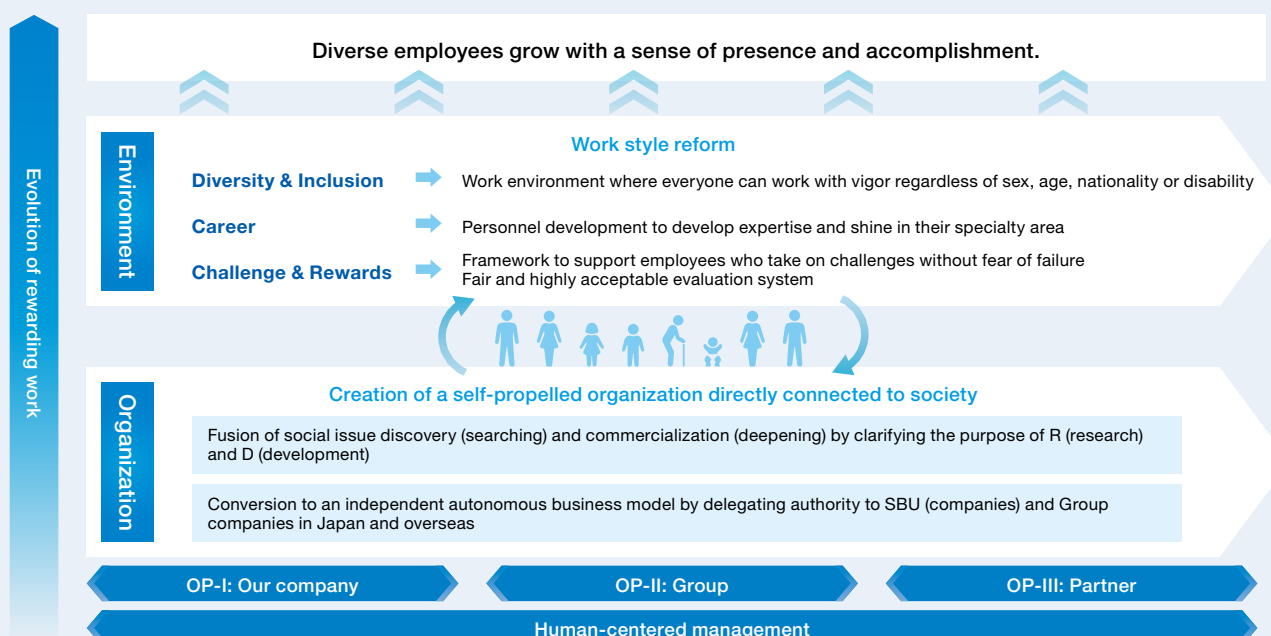 Diverse employees grow with a sense of presence and accomplishment.
Evolution of rewarding work
Environment
Work style reform
Diversity & Inclusion
Work environment where everyone can work with vigor regardless of sex, age, nationality or disability
Career
Personnel development to develop expertise and shine in their specialty area
Challenge & Rewards
Framework to support employees who take on challenges without fear of failure
Fair and highly acceptable evaluation system
Organization
Creation of a self-propelled organization directly connected to society
Fusion of social issue discovery (searching) and commercialization (deepening) by clarifying the purpose of R (research)
and D (development)
Conversion to an independent autonomous business model by delegating authority to SBU (companies) and Group
companies in Japan and overseas
OP-I: Our company
OP-II: Group
OP-III: Partner
Human-centered management